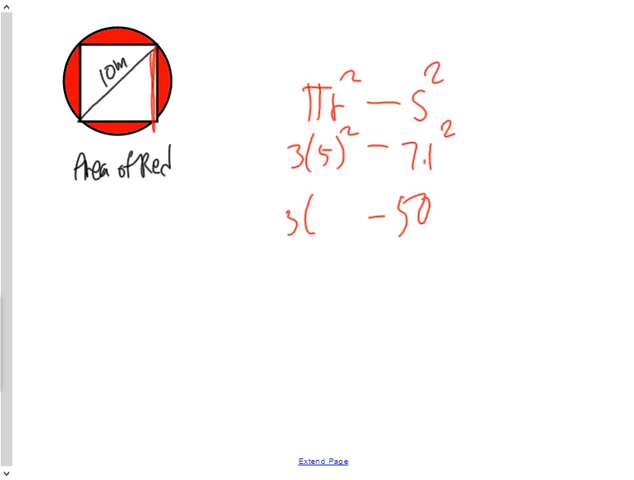 10m
Area of Red
πr² - s²
3(5)² - 7.1²
3( - 50
Extend Page